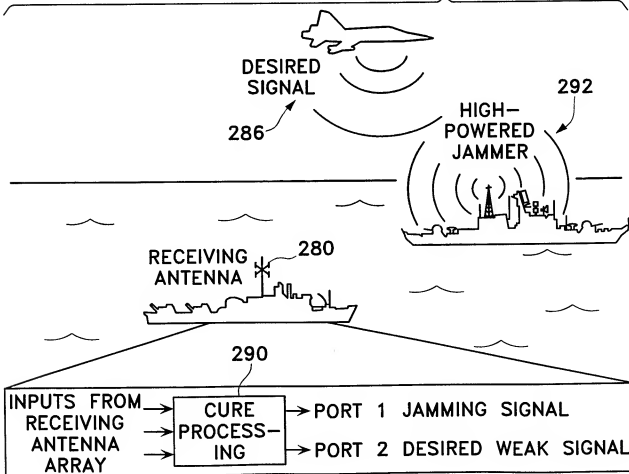 DESIRED
SIGNAL
286
HIGH-
POWERED
JAMMER
292
RECEIVING
ANTENNA
280
290
INPUTS FROM
RECEIVING
ANTENNA
ARRAY
CURE
PROCESS-
ING
PORT 1 JAMMING SIGNAL
PORT 2 DESIRED WEAK SIGNAL